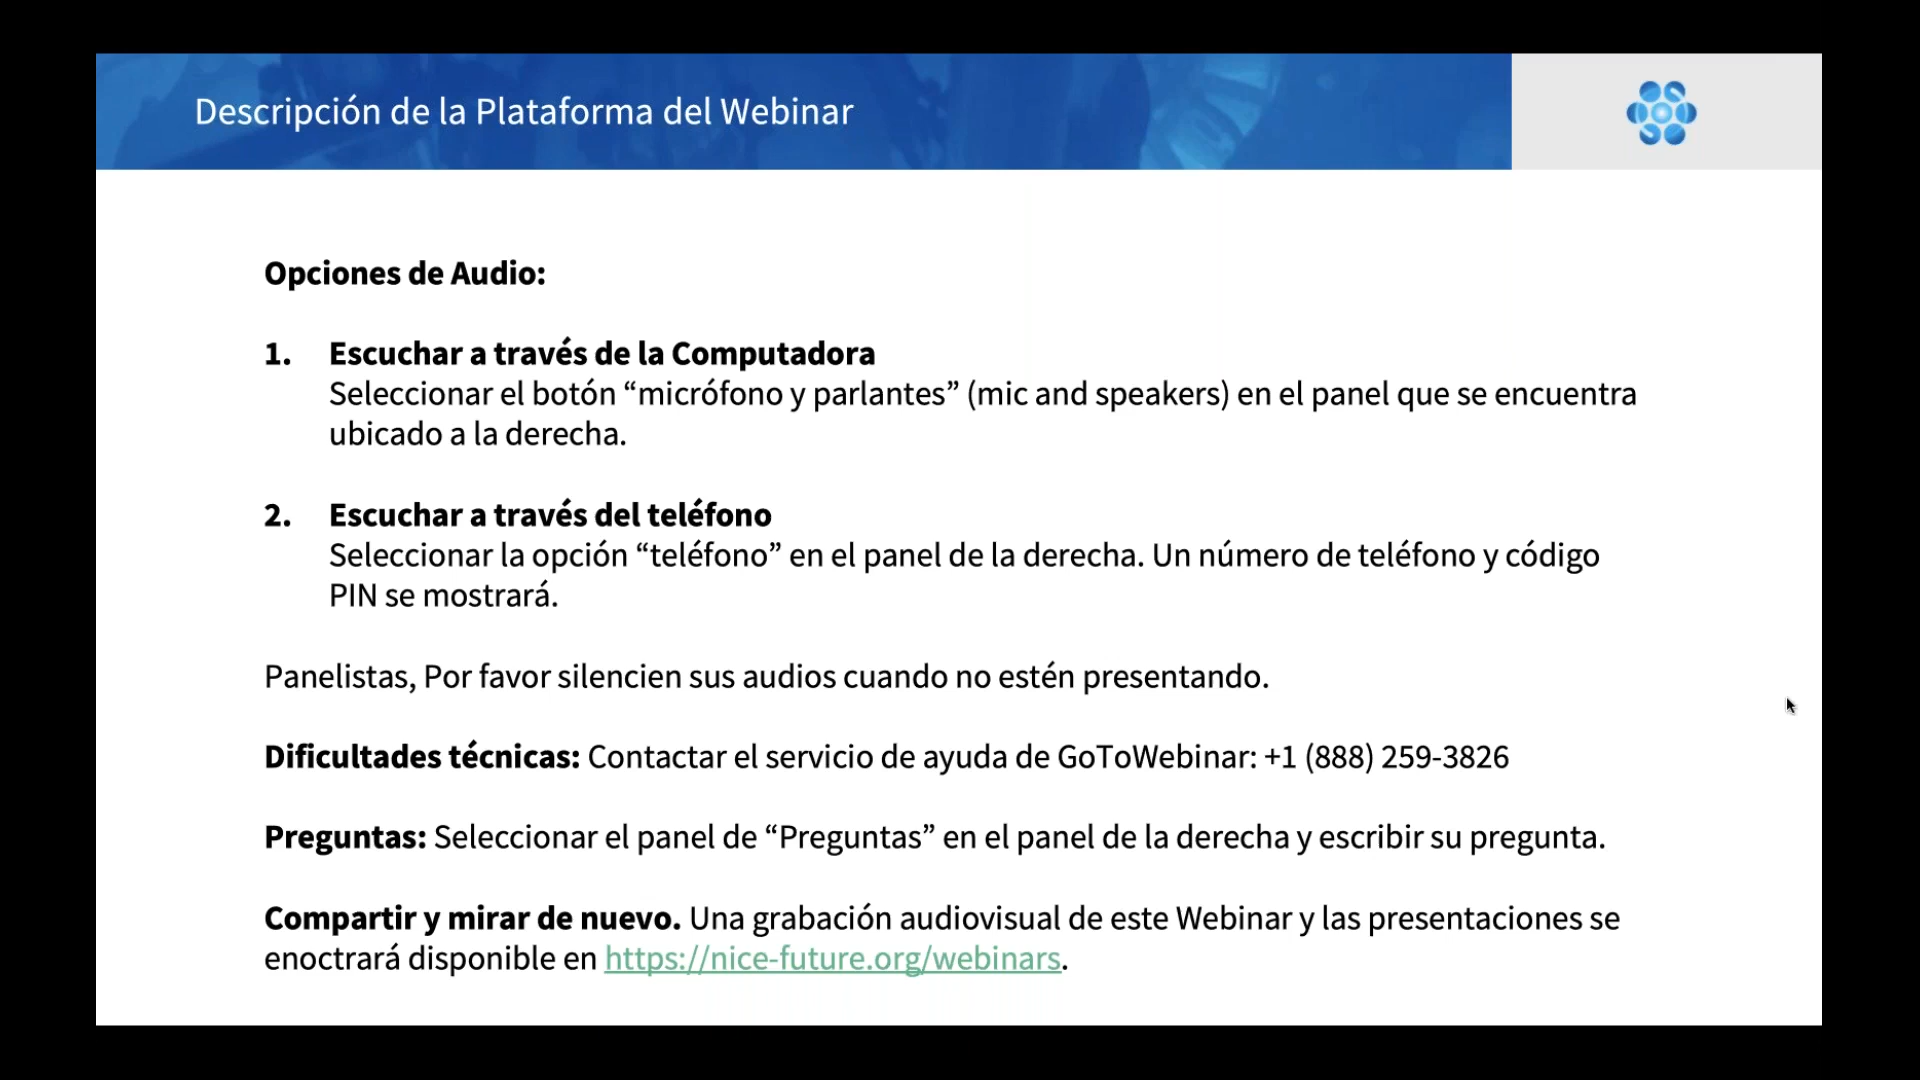 Descripción de la Plataforma del Webinar
Opciones de Audio:
1. Escuchar a través de la Computadora
Seleccionar el botón “micrófono y parlantes” (mic and speakers) en el panel que se encuentra
ubicado a la derecha.
2. Escuchar a través del teléfono
Seleccionar la opción “teléfono” en el panel de la derecha. Un número de teléfono y código
PIN se mostrará.
Panelistas, Por favor silencien sus audios cuando no estén presentando.
Dificultades técnicas: Contactar el servicio de ayuda de GoToWebinar: +1 (888) 259-3826
Preguntas: Seleccionar el panel de “Preguntas” en el panel de la derecha y escribir su pregunta.
Compartir y mirar de nuevo. Una grabación audiovisual de este Webinar y las presentaciones se
enoctrará disponible en https://nice-future.org/webinars.